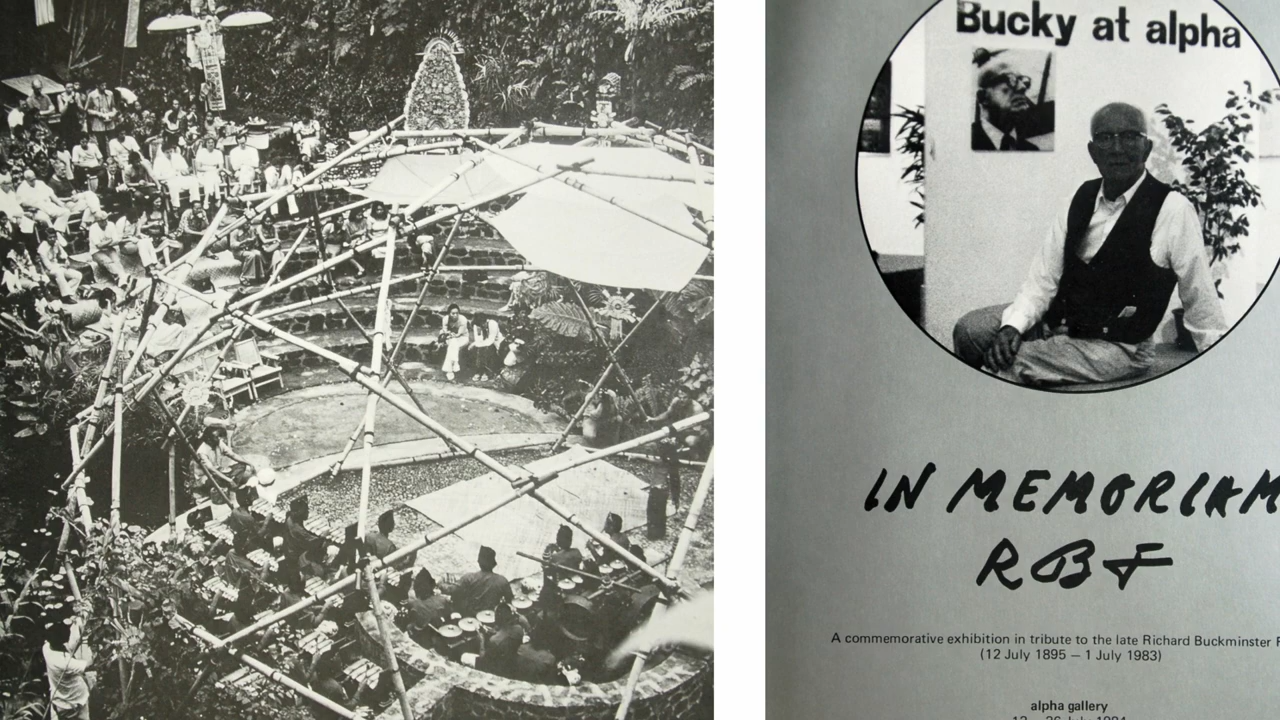 Bucky at alpha
IN MEMORIAM
RBF
A commemorative exhibition in tribute to the late Richard Buckminster
(12 July 1895 — 1 July 1983)
alpha gallery